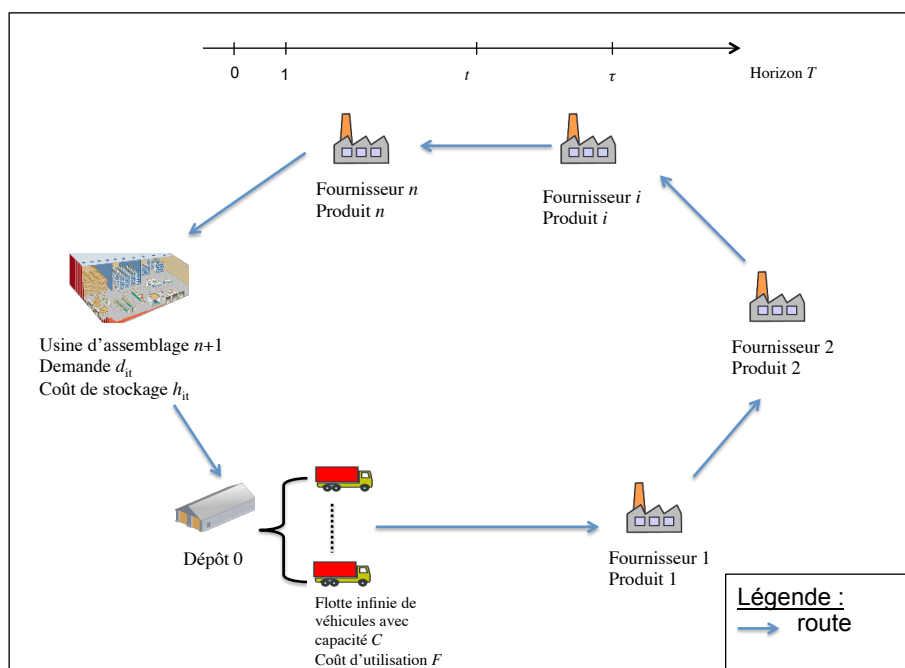 0 1 t τ Horizon T
Fournisseur n
Produit n
Fournisseur i
Produit i
Usine d'assemblage n+1
Demande dit
Coût de stockage hit
Fournisseur 2
Produit 2
Dépôt 0
Fournisseur 1
Produit 1
Flotte infinie de
véhicules avec
capacité C
Coût d'utilisation F
Légende :
route